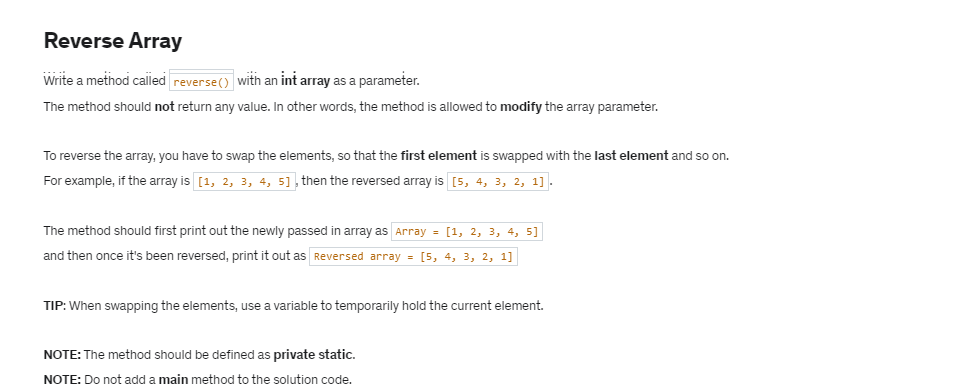 Reverse Array
Write a method called reverse() with an int array as a parameter.
The method should not return any value. In other words, the method is allowed to modify the array parameter.
To reverse the array, you have to swap the elements, so that the first element is swapped with the last element and so on.
For example, if the array is [1, 2, 3, 4, 5], then the reversed array is [5, 4, 3, 2, 1].
The method should first print out the newly passed in array as Array = [1, 2, 3, 4, 5]
and then once it's been reversed, print it out as Reversed array = [5, 4, 3, 2, 1]
TIP: When swapping the elements, use a variable to temporarily hold the current element.
NOTE: The method should be defined as private static.
NOTE: Do not add a main method to the solution code.